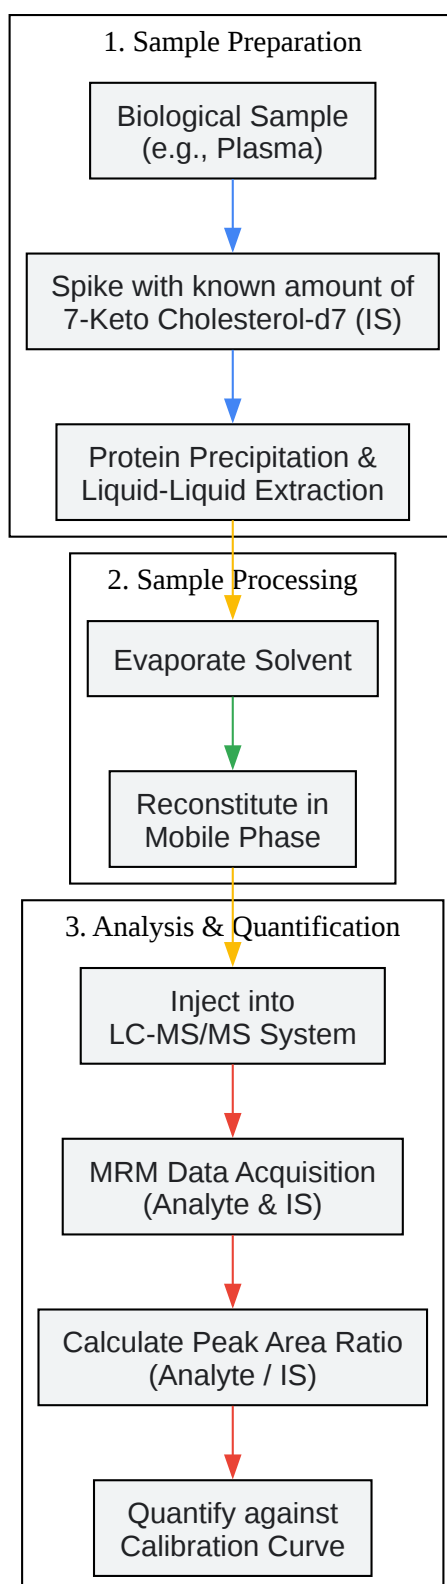 1. Sample Preparation
Biological Sample
(e.g., Plasma)
Spike with known amount of
7-Keto Cholesterol-d7 (IS)
Protein Precipitation &
Liquid-Liquid Extraction
2. Sample Processing
Evaporate Solvent
Reconstitute in
Mobile Phase
3. Analysis & Quantification
Inject into
LC-MS/MS System
MRM Data Acquisition
(Analyte & IS)
Calculate Peak Area Ratio
(Analyte / IS)
Quantify against
Calibration Curve